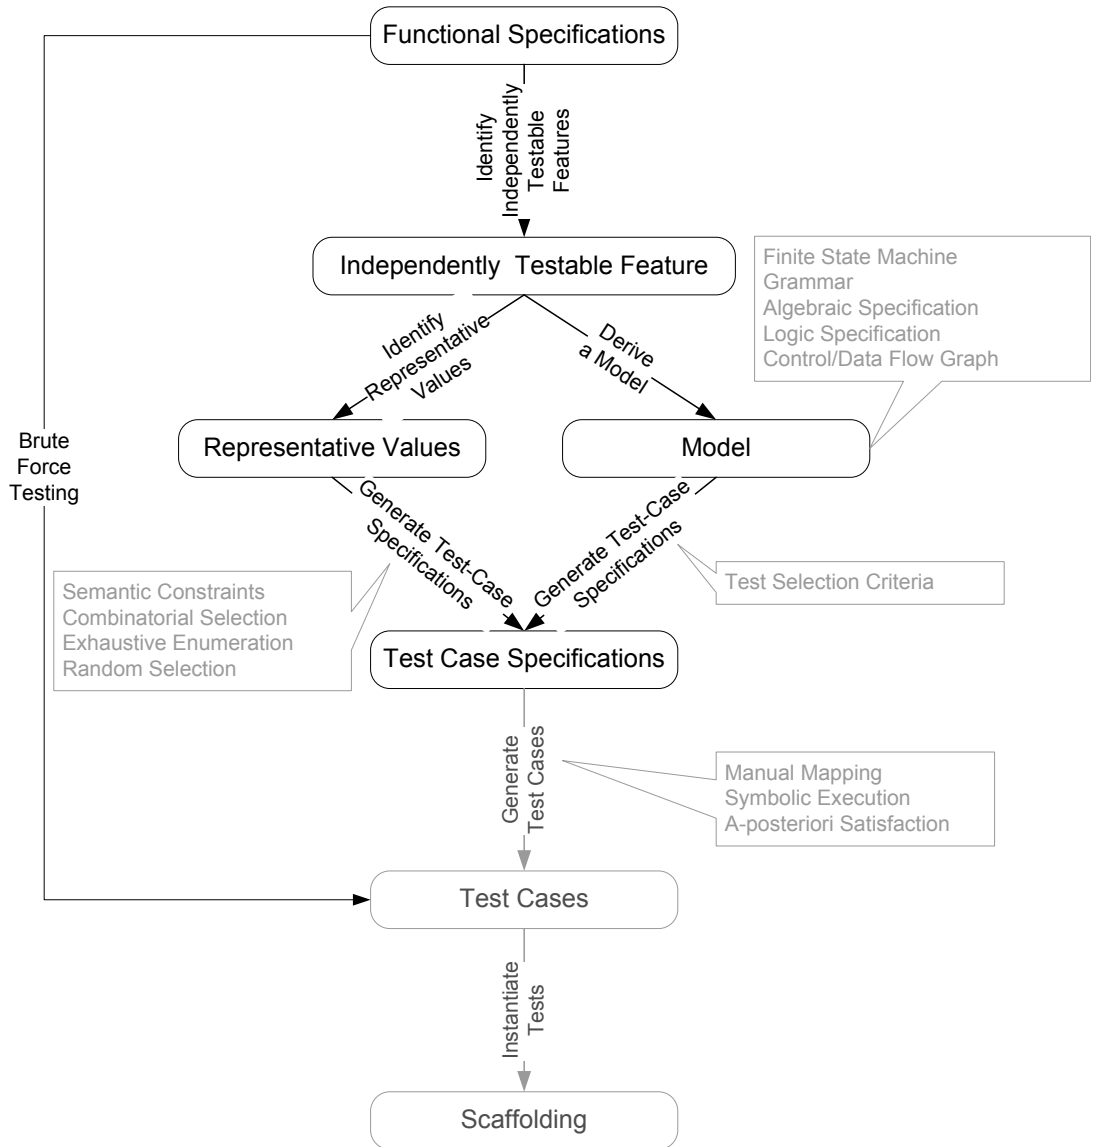 Functional Specifications
Identify
Independently
Testable
Features
Independently Testable Feature
Finite State Machine
Grammar
Algebraic Specification
Logic Specification
Control/Data Flow Graph
Identify
Representative
Values
Derive
a Model
Brute
Force
Testing
Representative Values
Model
Generate Test-Case
Specifications
Generate Test-Case
Specifications
Semantic Constraints
Combinatorial Selection
Exhaustive Enumeration
Random Selection
Test Selection Criteria
Test Case Specifications
Generate
Test Cases
Manual Mapping
Symbolic Execution
A-posteriori Satisfaction
Test Cases
Instantiate
Tests
Scaffolding